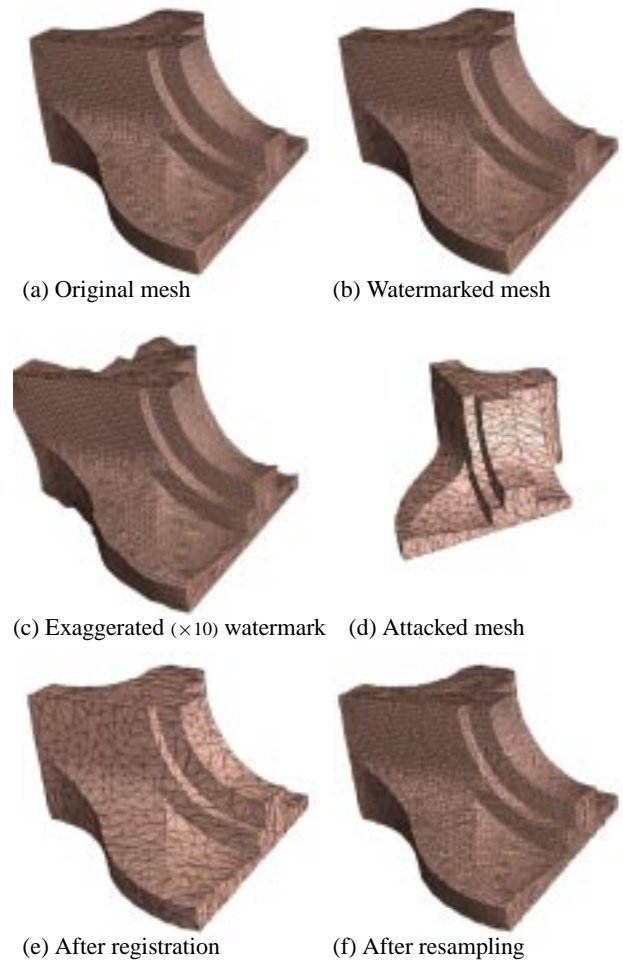 (a) Original mesh
(b) Watermarked mesh
(c) Exaggerated (×10) watermark
(d) Attacked mesh
(e) After registration
(f) After resampling